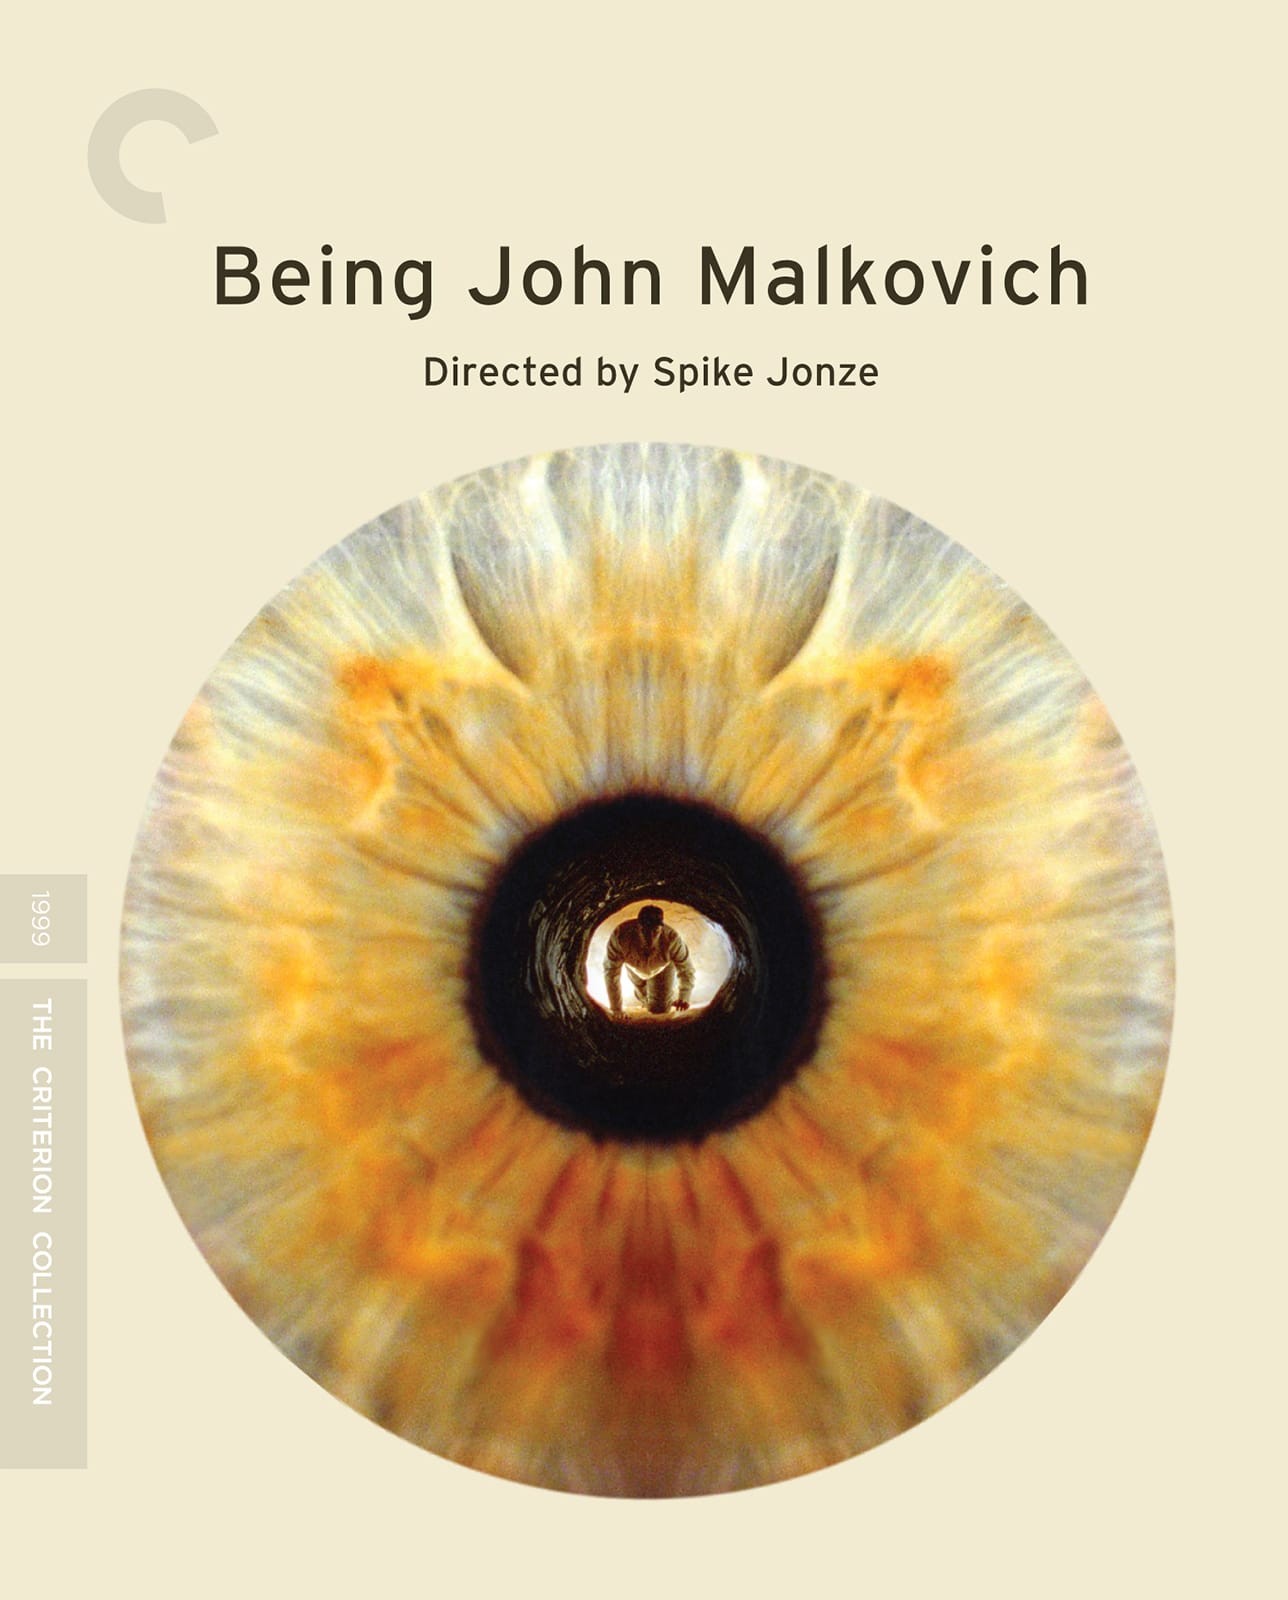 Being John Malkovich
Directed by Spike Jonze
1999
THE CRITERION COLLECTION